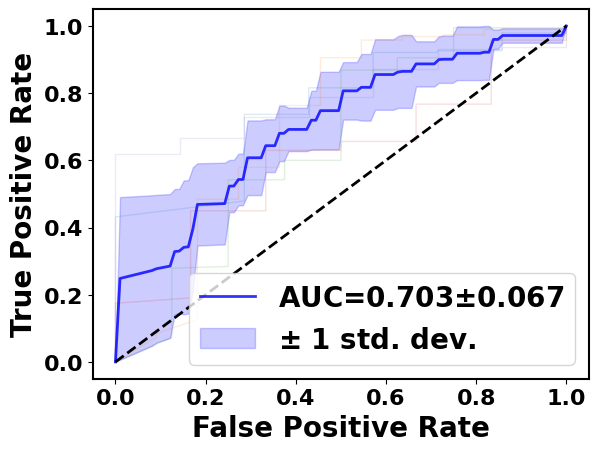 1.0
0.8
0.6
0.4
0.2
0.0
True Positive Rate
AUC=0.703±0.067
± 1 std. dev.
0.0 0.2 0.4 0.6 0.8 1.0
False Positive Rate